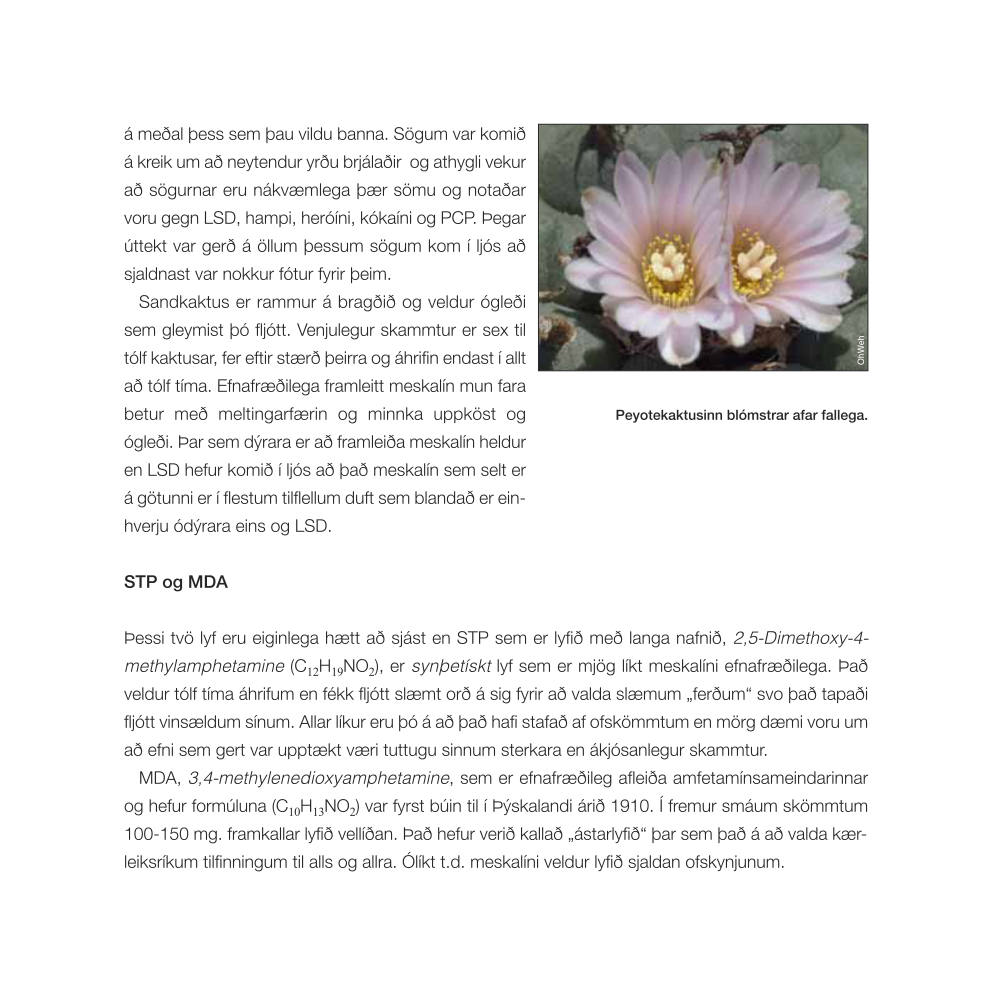 á meðal þess sem þau vildu banna. Sögum var komið
á kreik um að neytendur yrðu brjálaðir og athygli vekur
að sögurnar eru nákvæmlega þær sömu og notaðar
voru gegn LSD, hampi, heróíni, kókaíni og PCP. Þegar
úttekt var gerð á öllum þessum sögum kom í ljós að
sjaldnast var nokkur fótur fyrir þeim.
Sandkaktus er rammur á bragðið og veldur ógleði
sem gleymist þó fljótt. Venjulegur skammtur er sex til
tólf kaktusar, fer eftir stærð þeirra og áhrifin endast í allt
að tólf tíma. Efnafræðilega framleitt meskalín mun fara
betur með meltingarfærin og minnka uppköst og
ógleði. Þar sem dýrara er að framleiða meskalín heldur
en LSD hefur komið í ljós að það meskalín sem selt er
á götunni er í flestum tilfellum duft sem blandað er ein-
hverju ódýrara eins og LSD.
OhWeh
Peyotekaktusinn blómstrar afar fallega.
STP og MDA
Þessi tvö lyf eru eiginlega hætt að sjást en STP sem er lyfið með langa nafnið, 2,5-Dimethoxy-4-
methylamphetamine (C₁₂H₁₉NO₂), er synþetískt lyf sem er mjög líkt meskalíni efnafræðilega. Það
veldur tólf tíma áhrifum en fékk fljótt slæmt orð á sig fyrir að valda slæmum „ferðum“ svo það tapaði
fljótt vinsældum sínum. Allar líkur eru þó á að það hafi stafað af ofskömmtum en mörg dæmi voru um
að efni sem gert var upptækt væri tuttugu sinnum sterkara en ákjósanlegur skammtur.
MDA, 3,4-methylenedioxyamphetamine, sem er efnafræðileg afleiða amfetamínsameindarinnar
og hefur formúluna (C₁₀H₁₃NO₂) var fyrst búin til í Þýskalandi árið 1910. Í fremur smáum skömmtum
100-150 mg. framkallar lyfið vellíðan. Það hefur verið kallað „ástarlyfið“ þar sem það á að valda kær-
leiksríkum tilfinningum til alls og allra. Ólíkt t.d. meskalíni veldur lyfið sjaldan ofskynjunum.